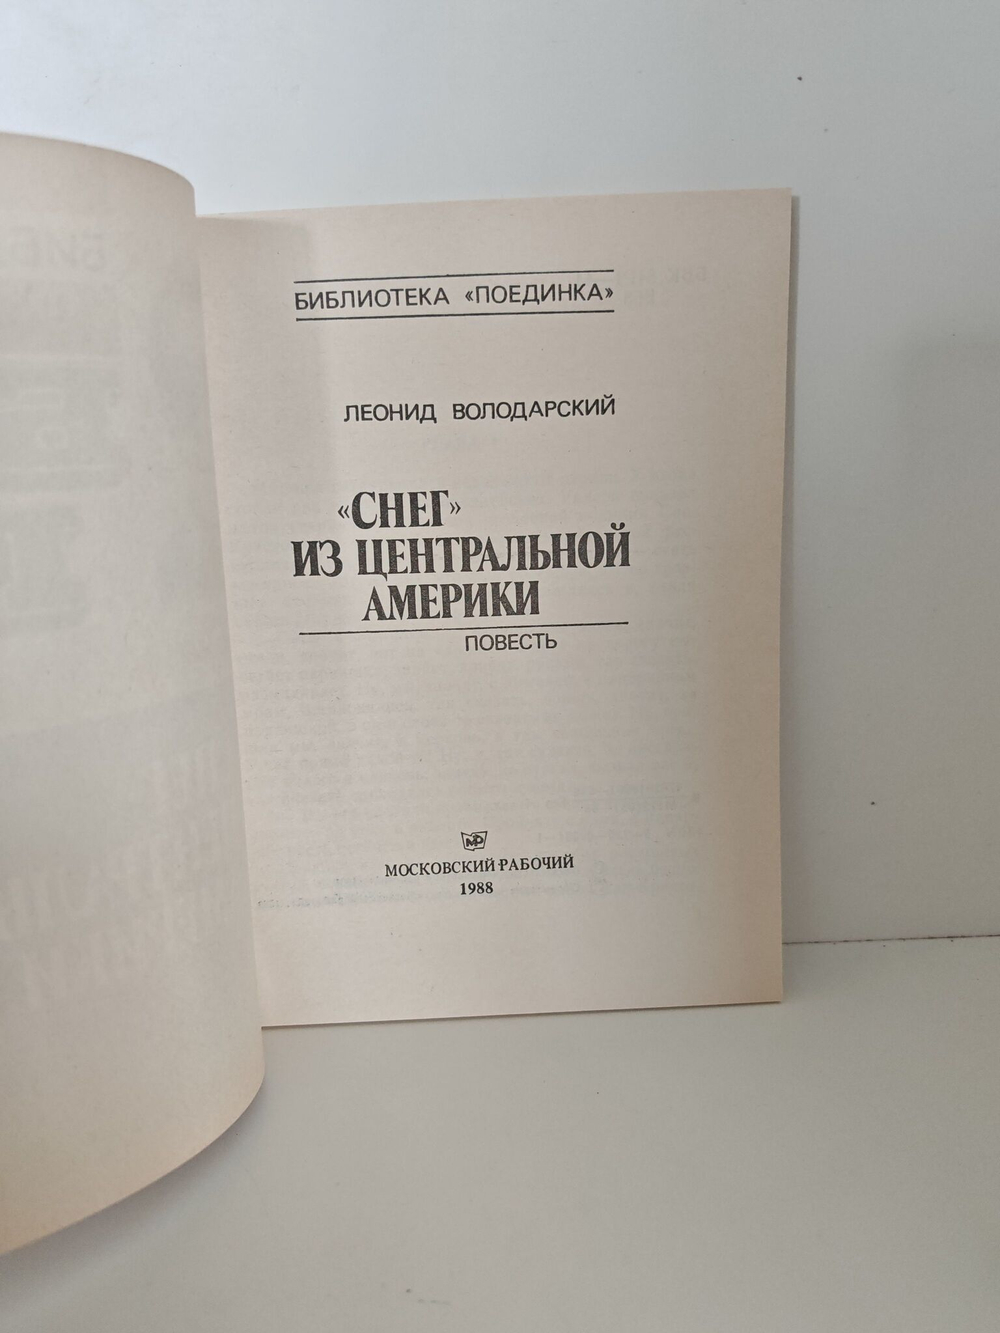 БИБЛИОТЕКА «ПОЕДИНКА»
ЛЕОНИД ВОЛОДАРСКИЙ
«СНЕГ»
ИЗ ЦЕНТРАЛЬНОЙ
АМЕРИКИ
ПОВЕСТЬ
МР
МОСКОВСКИЙ РАБОЧИЙ
1988